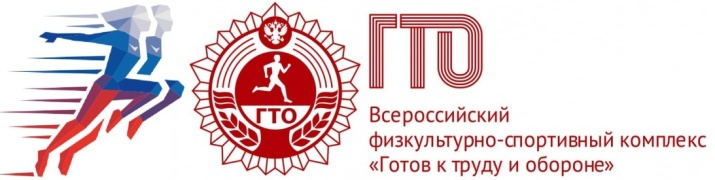 ГТО
ГТО
Всероссийский
физкультурно-спортивный комплекс
«Готов к труду и обороне»